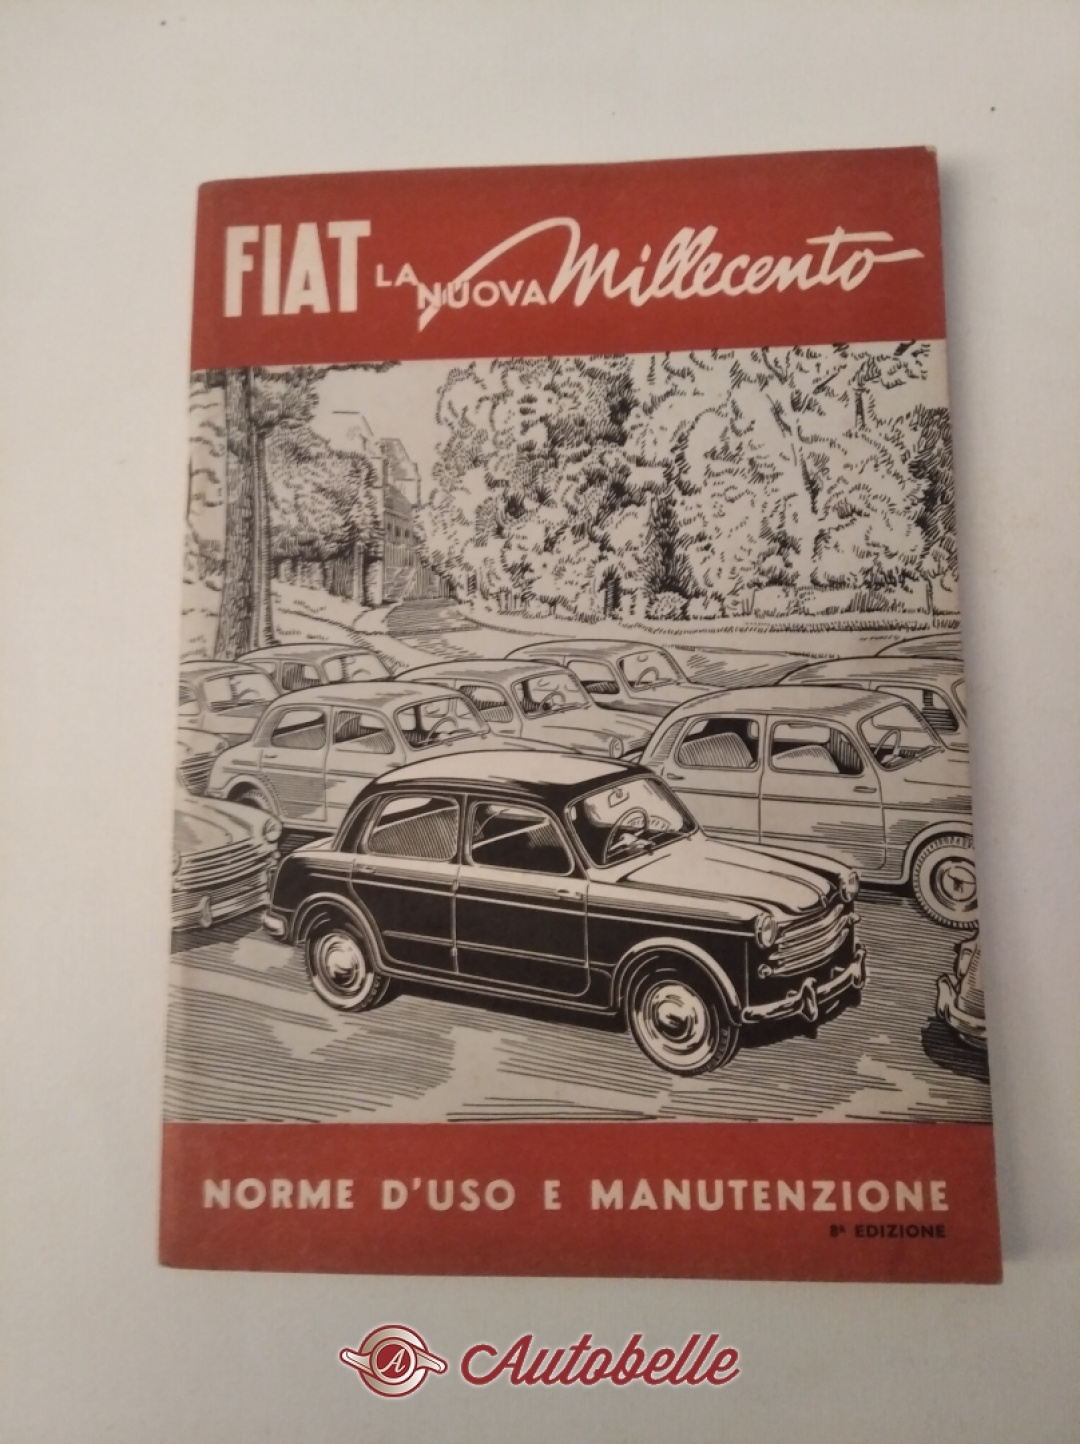 FIAT LA NUOVA Millecento
NORME D'USO E MANUTENZIONE
8ª EDIZIONE
A Autobelle